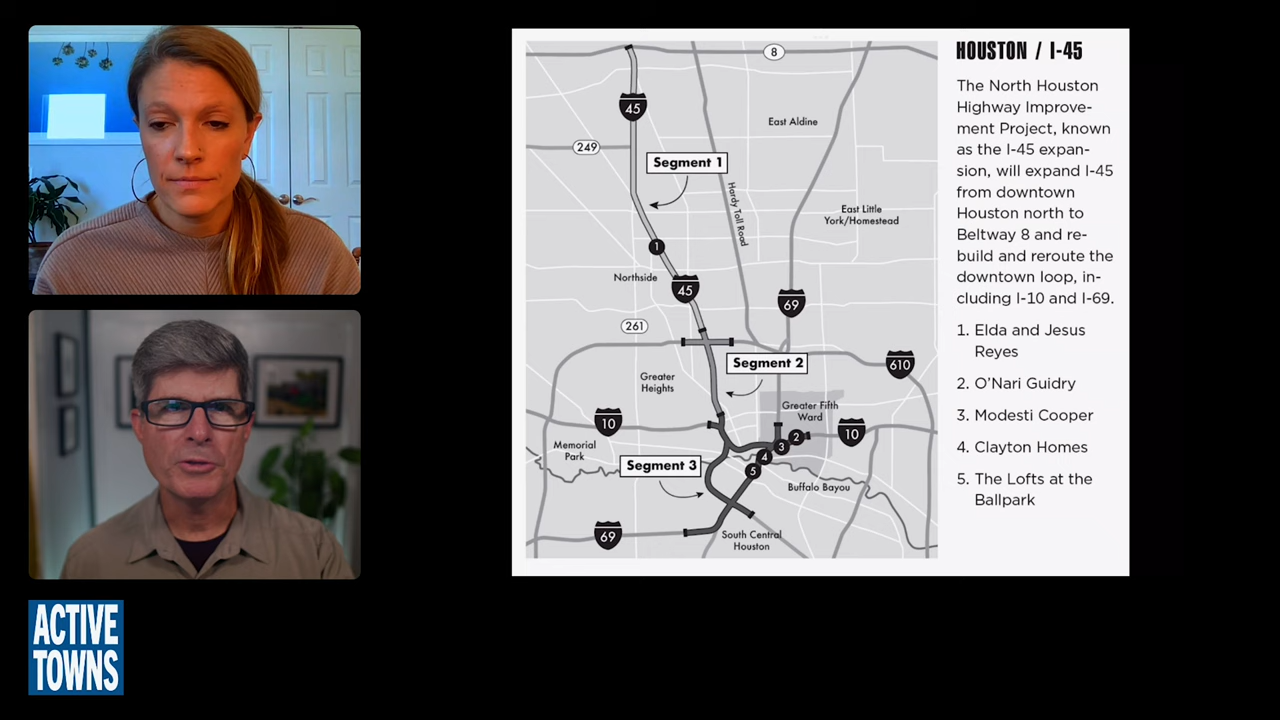 HOUSTON / I-45
The North Houston
Highway Improve-
ment Project, known
as the I-45 expan-
sion, will expand I-45
from downtown
Houston north to
Beltway 8 and re-
build and reroute the
downtown loop, in-
cluding I-10 and I-69.
1. Elda and Jesus
Reyes
2. O'Nari Guidry
3. Modesti Cooper
4. Clayton Homes
5. The Lofts at the
Ballpark
8
45
East Aldine
249
Segment 1
Hardy Toll Road
East Little
York/Homestead
1
Northside
45
69
261
Segment 2
610
Greater
Heights
Greater Fifth
Ward
10
2
10
3
Memorial
Park
4
Segment 3
5
Buffalo Bayou
69
South Central
Houston
ACTIVE
TOWNS